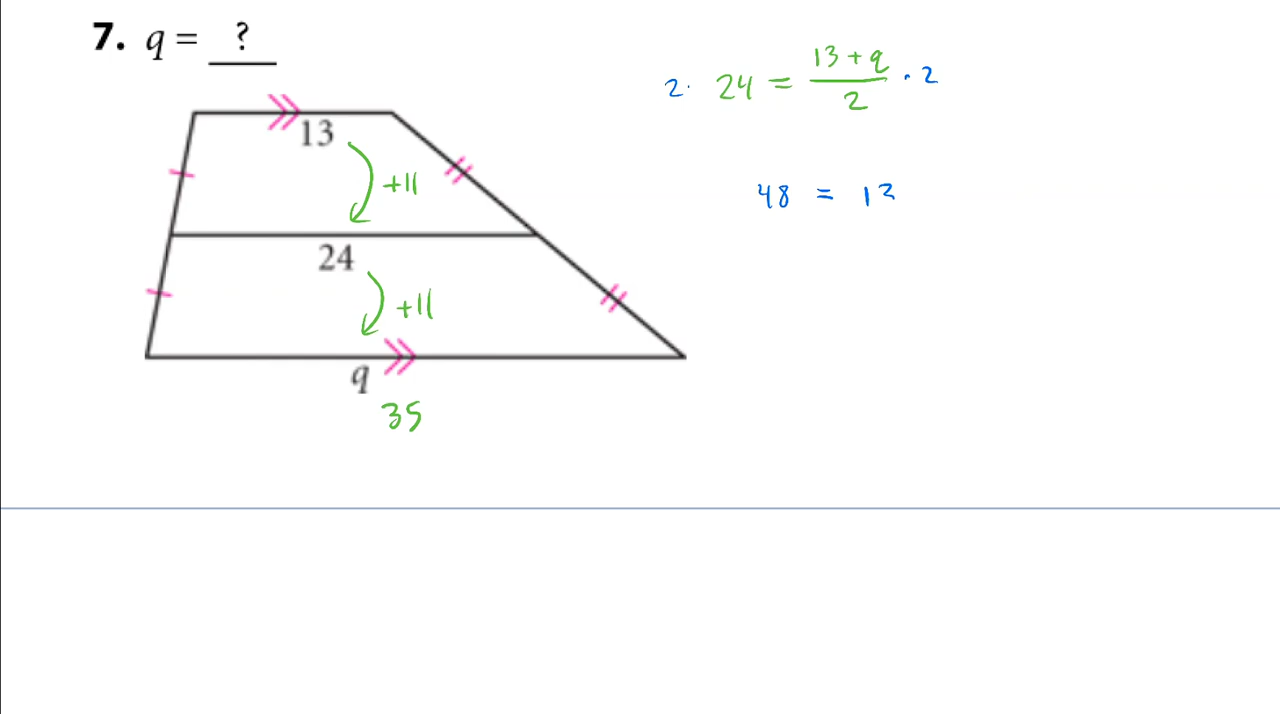 7. q = ?
2· 24 = 13 + q / 2 · 2
13
+11
48 = 13
24
+11
q
35